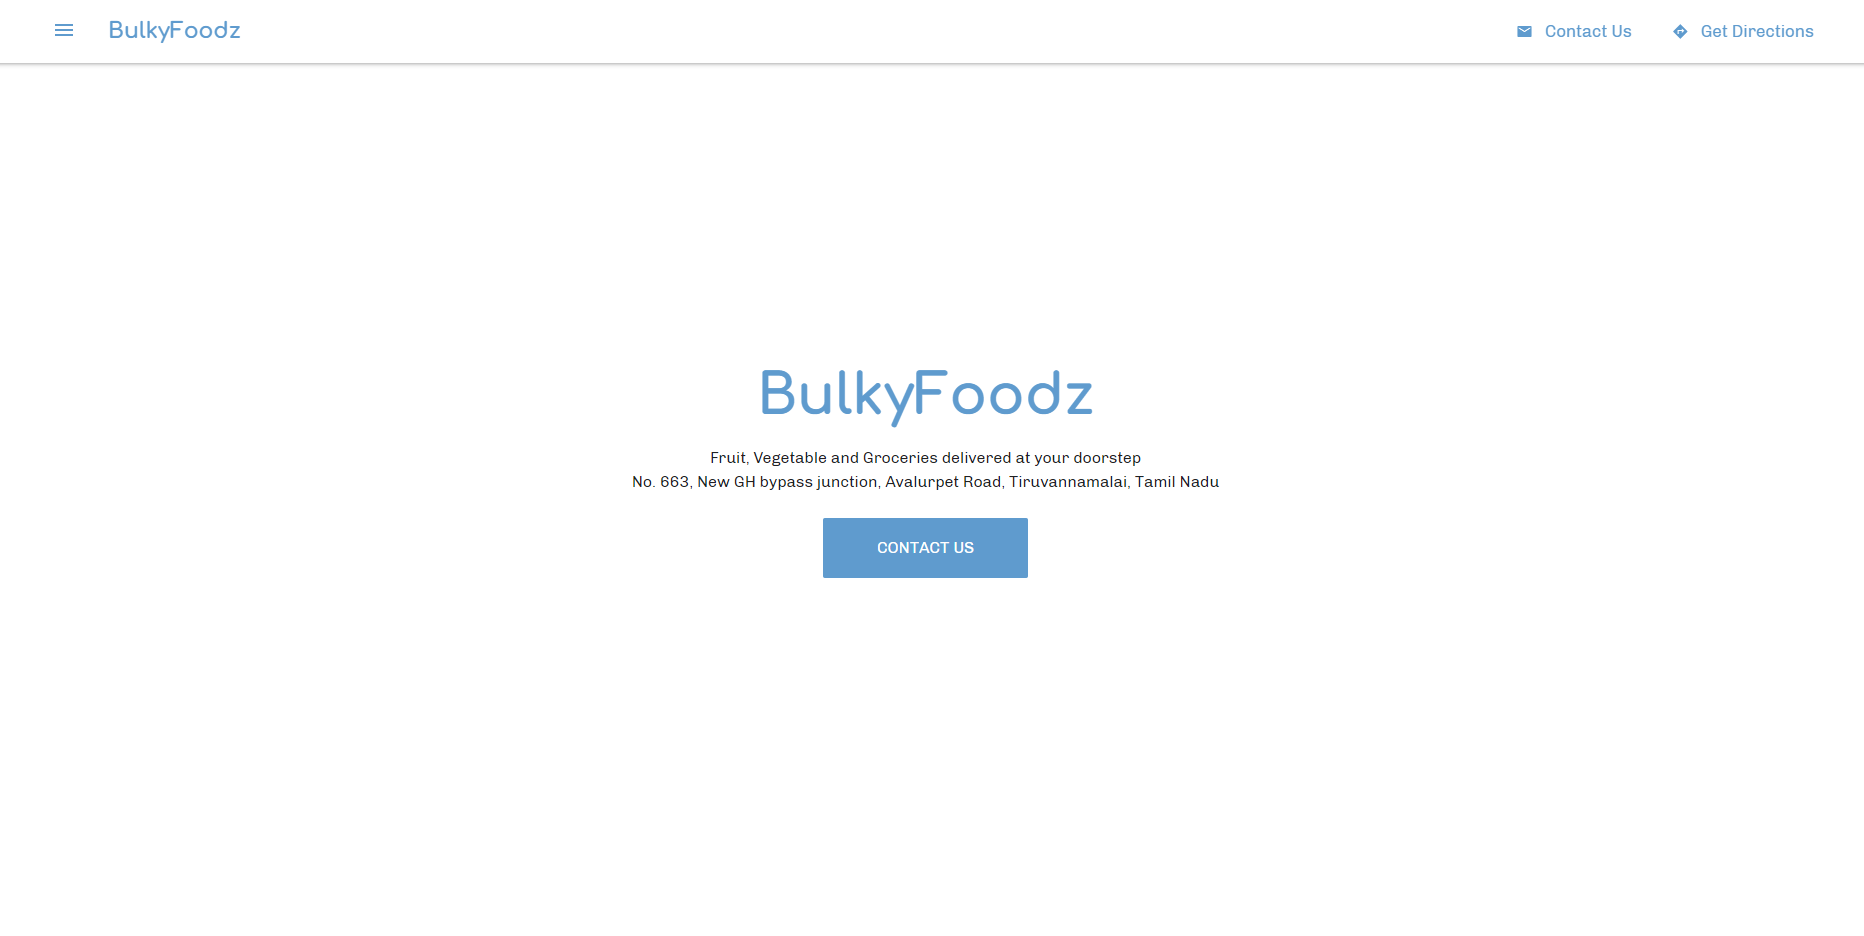 BulkyFoodz
Contact Us
Get Directions
BulkyFoodz
Fruit, Vegetable and Groceries delivered at your doorstep
No. 663, New GH bypass junction, Avalurpet Road, Tiruvannamalai, Tamil Nadu
CONTACT US